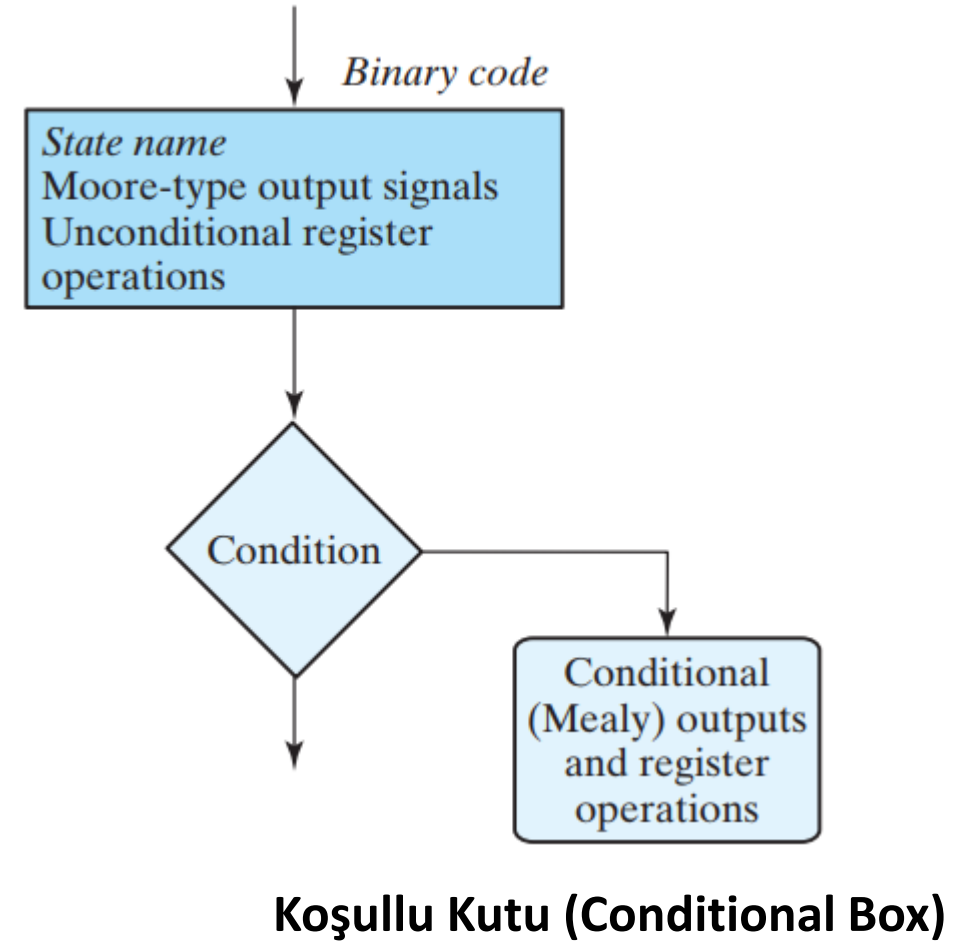 Binary code
State name
Moore-type output signals
Unconditional register
operations
Condition
Conditional
(Mealy) outputs
and register
operations
Koşullu Kutu (Conditional Box)